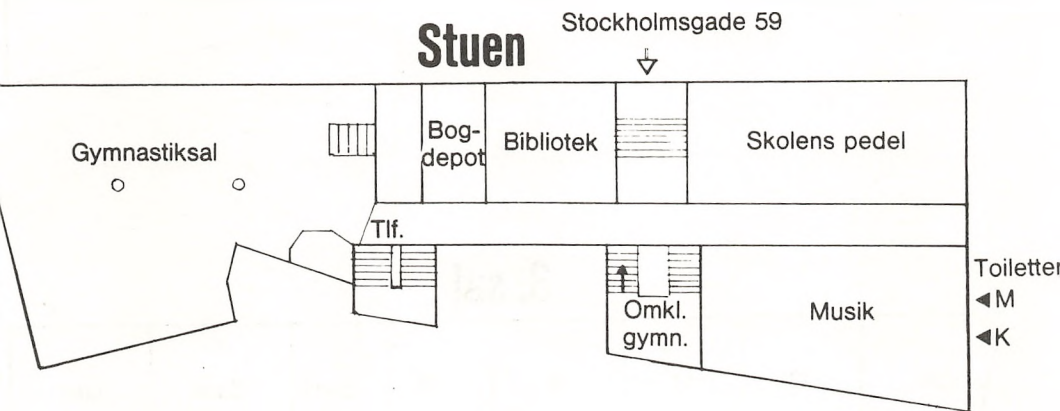 Stockholmsgade 59
Stuen
Gymnastiksal
Bog-
depot
Bibliotek
Skolens pedel
Tlf.
Omkl.
gymn.
Musik
Toiletter
M
K